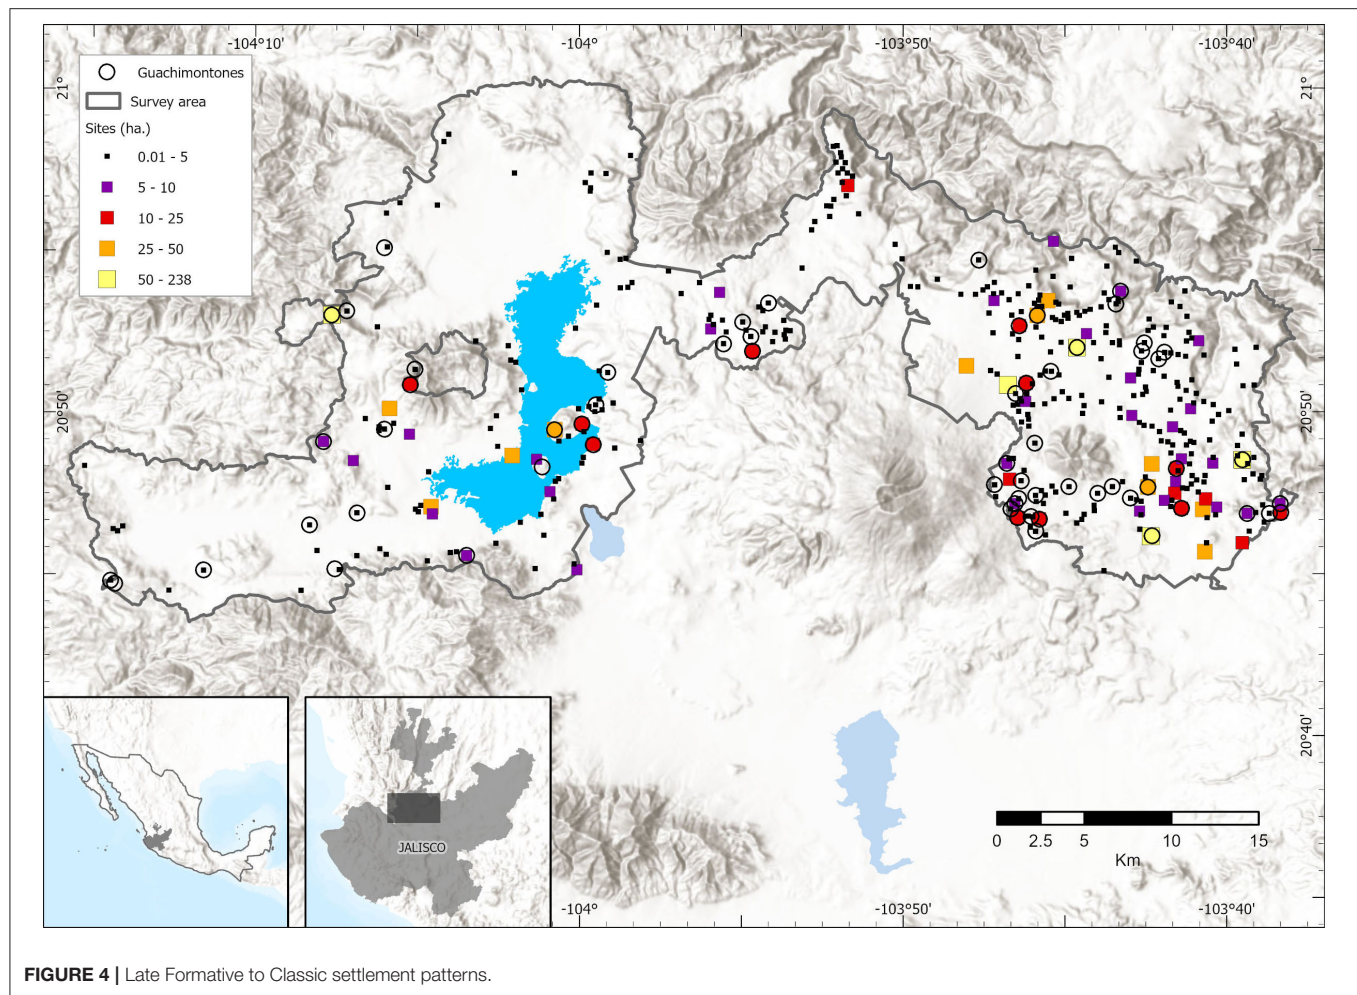 -104°10'
-104°
-103°50'
-103°40'
Guachimontones
Survey area
Sites (ha.)
0.01 - 5
5 - 10
10 - 25
25 - 50
50 - 238
21°
21°
20°50'
20°50'
20°40'
JALISCO
0 2.5 5 10 15
Km
-104°
-103°50'
-103°40'
FIGURE 4 | Late Formative to Classic settlement patterns.